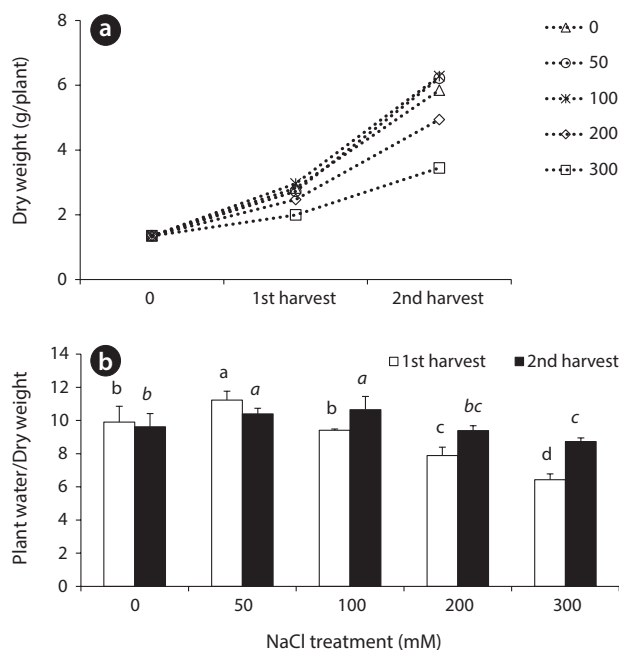 a
8
6
4
2
0
Dry weight (g/plant)
0
50
100
200
300
0 1st harvest 2nd harvest
b
1st harvest 2nd harvest
14
12
10
8
6
4
2
0
Plant water/Dry weight
b b a a b a c bc d c
0 50 100 200 300
NaCl treatment (mM)